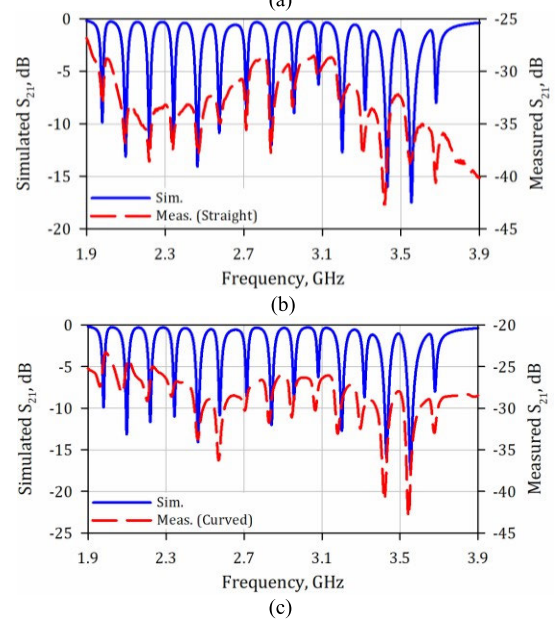 (a)
0 -25
-5 -30
-10 -35
-15 -40
-20 -45
Simulated S21, dB
Measured S21, dB
Sim.
Meas. (Straight)
1.9 2.3 2.7 3.1 3.5 3.9
Frequency, GHz
(b)
0 -20
-5 -25
-10 -30
-15 -35
-20 -40
-25 -45
Simulated S21, dB
Measured S21, dB
Sim.
Meas. (Curved)
1.9 2.3 2.7 3.1 3.5 3.9
Frequency, GHz
(c)